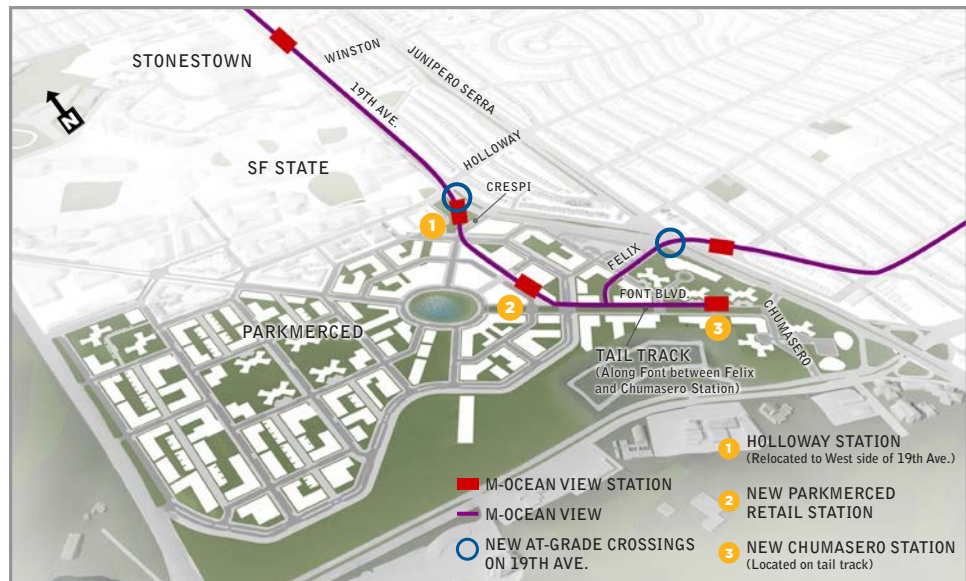 STONESTOWN
WINSTON
JUNIPERO SERRA
19TH AVE.
N
HOLLOWAY
SF STATE
CRESPI
1
FELIX
FONT BLVD.
2
PARKMERCED
3
CHUMASERO
TAIL TRACK
(Along Font between Felix
and Chumasero Station)
M-OCEAN VIEW STATION
M-OCEAN VIEW
NEW AT-GRADE CROSSINGS
ON 19TH AVE.
1 HOLLOWAY STATION
(Relocated to West side of 19th Ave.)
2 NEW PARKMERCED
RETAIL STATION
3 NEW CHUMASERO STATION
(Located on tail track)